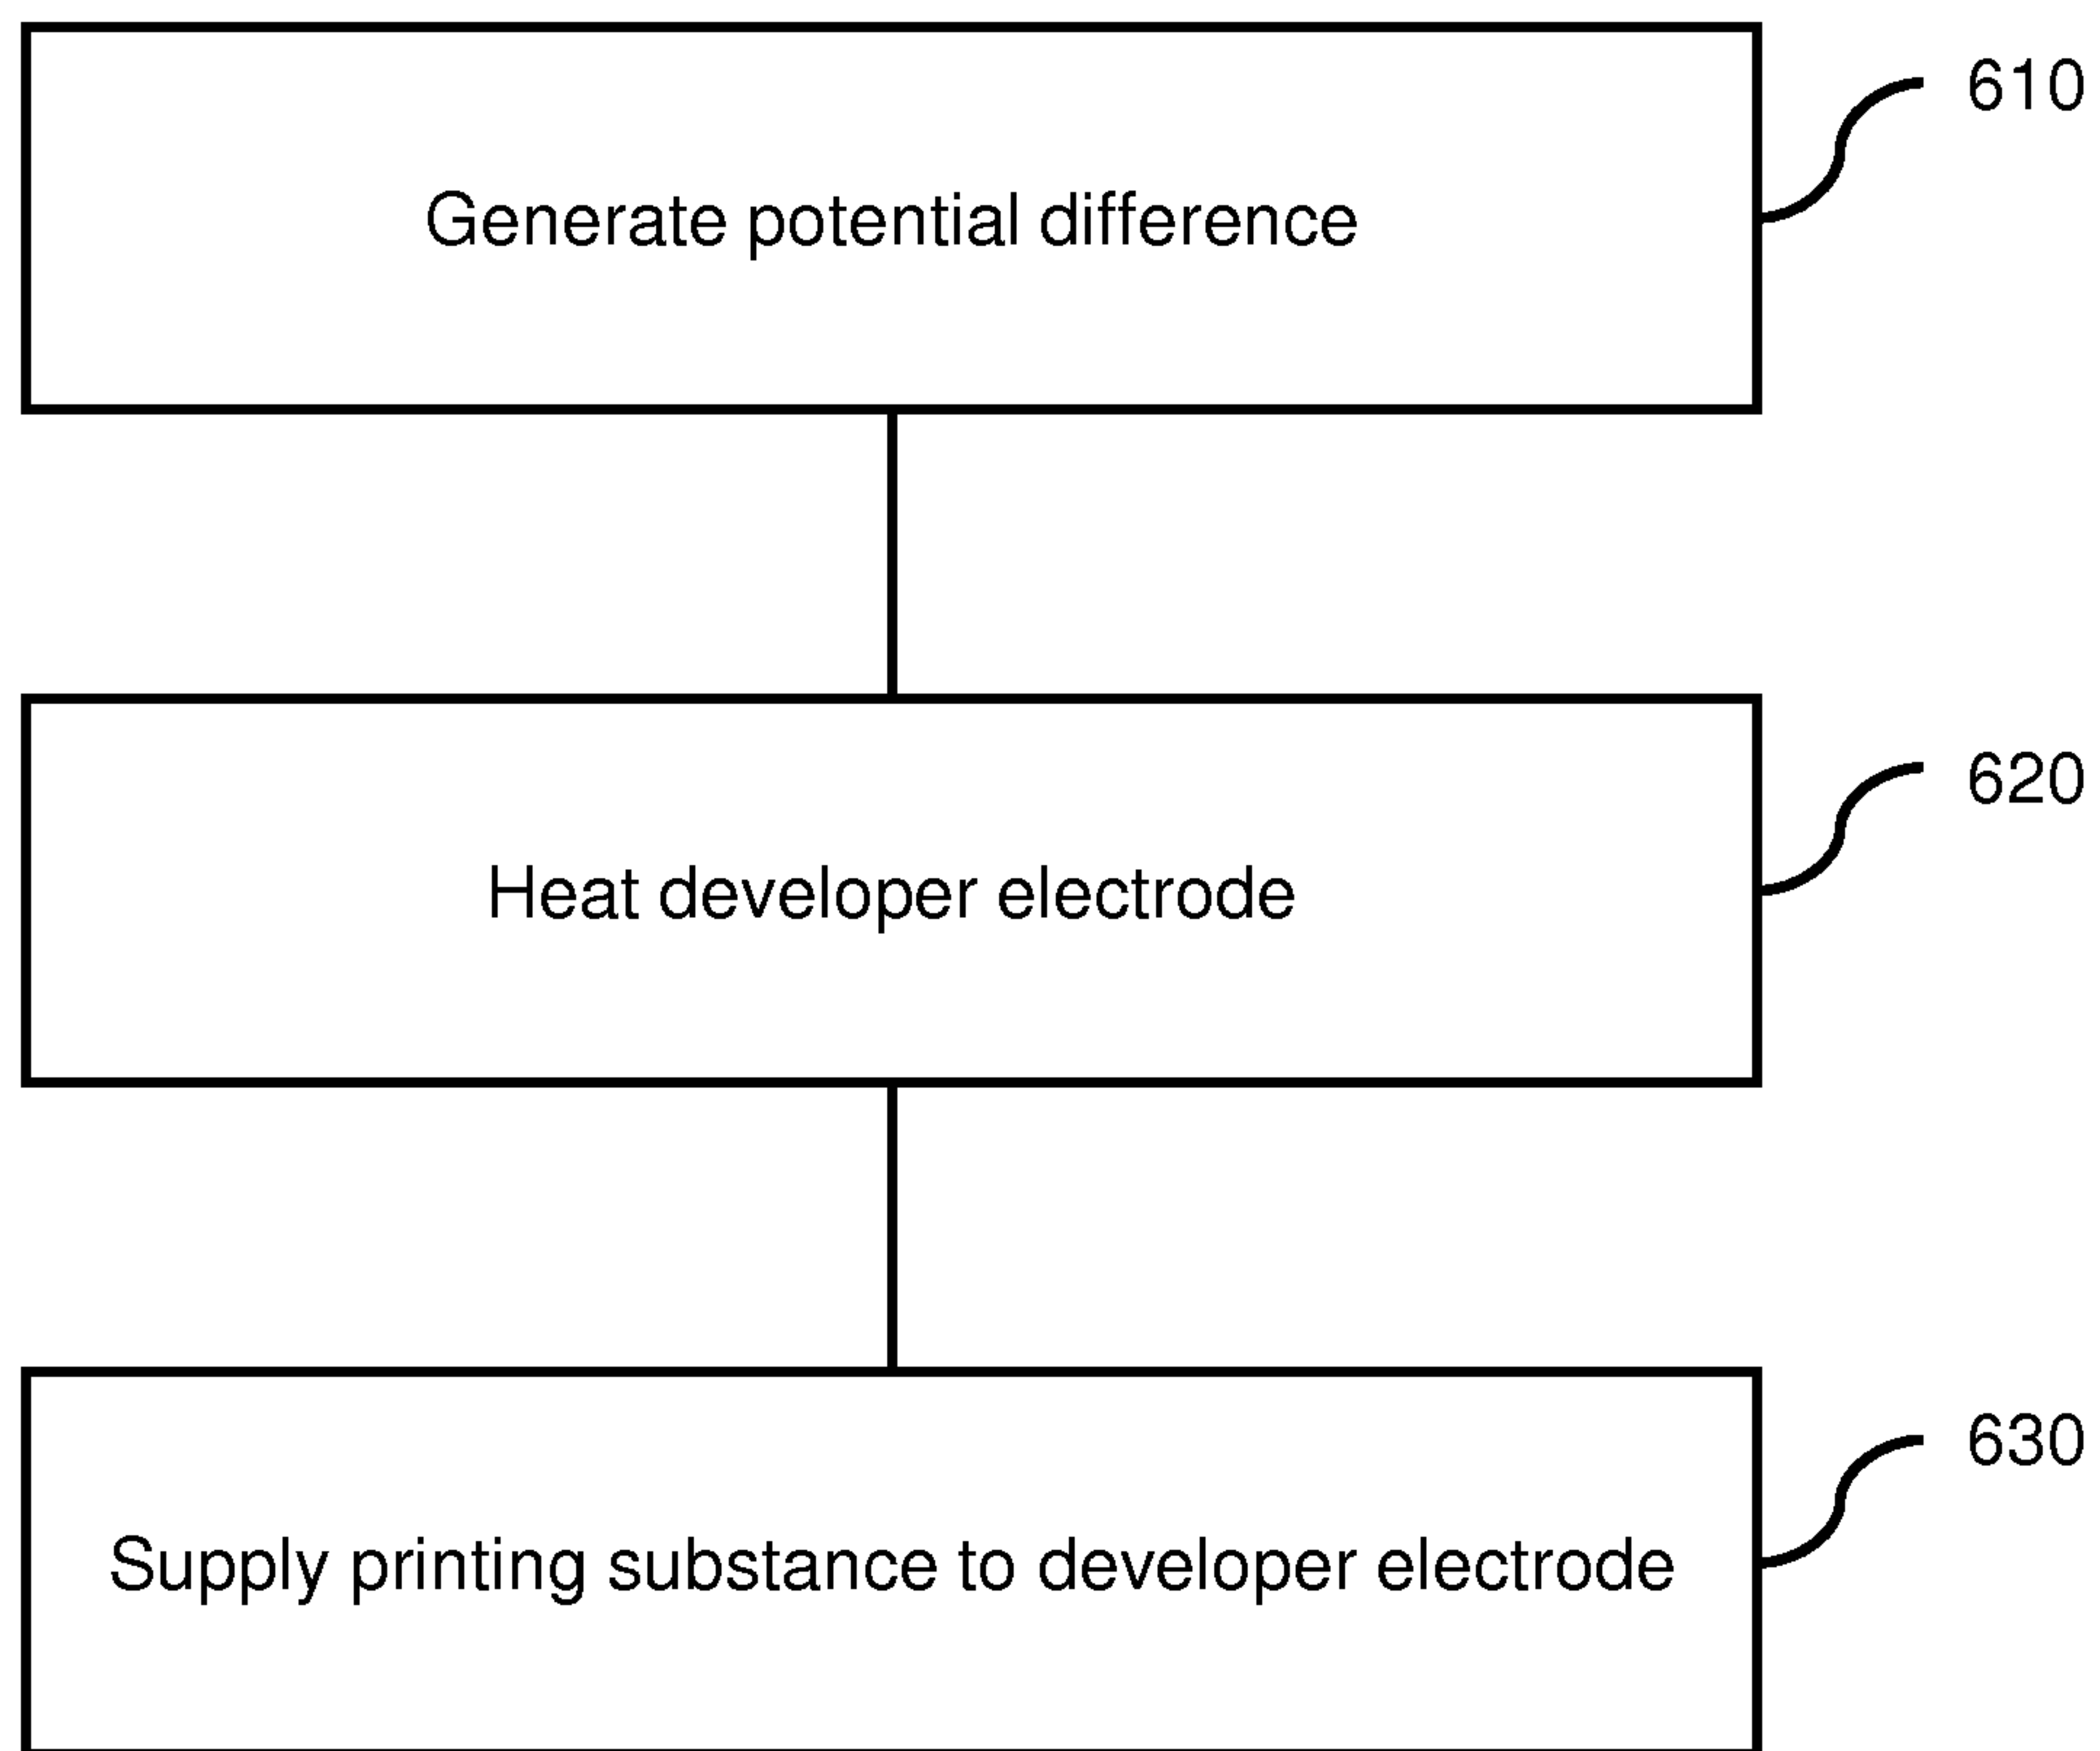 610
Generate potential difference
620
Heat developer electrode
630
Supply printing substance to developer electrode